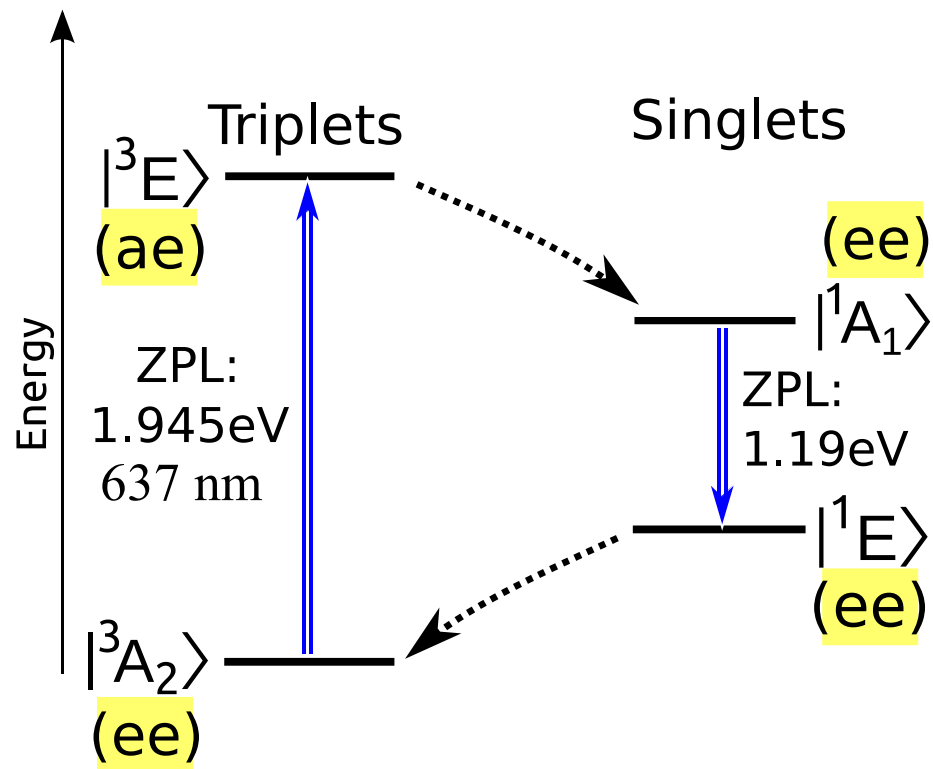 Triplets
Singlets
|³E⟩
(ae)
(ee)
|¹A₁⟩
Energy
ZPL:
1.945eV
637 nm
ZPL:
1.19eV
|¹E⟩
(ee)
|³A₂⟩
(ee)